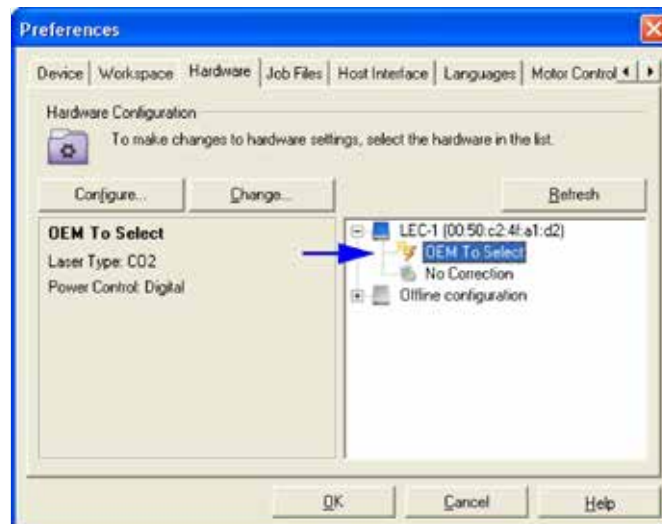 Preferences
Device Workspace Hardware Job Files Host Interface Languages Motor Control
Hardware Configuration
To make changes to hardware settings, select the hardware in the list.
Configure... Change... Refresh
OEM To Select
Laser Type: CO2
Power Control: Digital
LEC-1 (00:50:c2:4f:a1:d2)
OEM To Select
No Correction
Offline configuration
OK Cancel Help